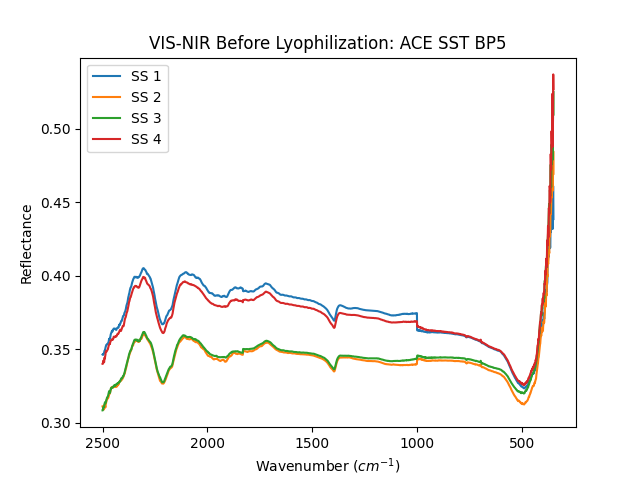 VIS-NIR Before Lyophilization: ACE SST BP5
SS 1
SS 2
SS 3
SS 4
Reflectance
0.50
0.45
0.40
0.35
0.30
2500 2000 1500 1000 500
Wavenumber (cm⁻¹)